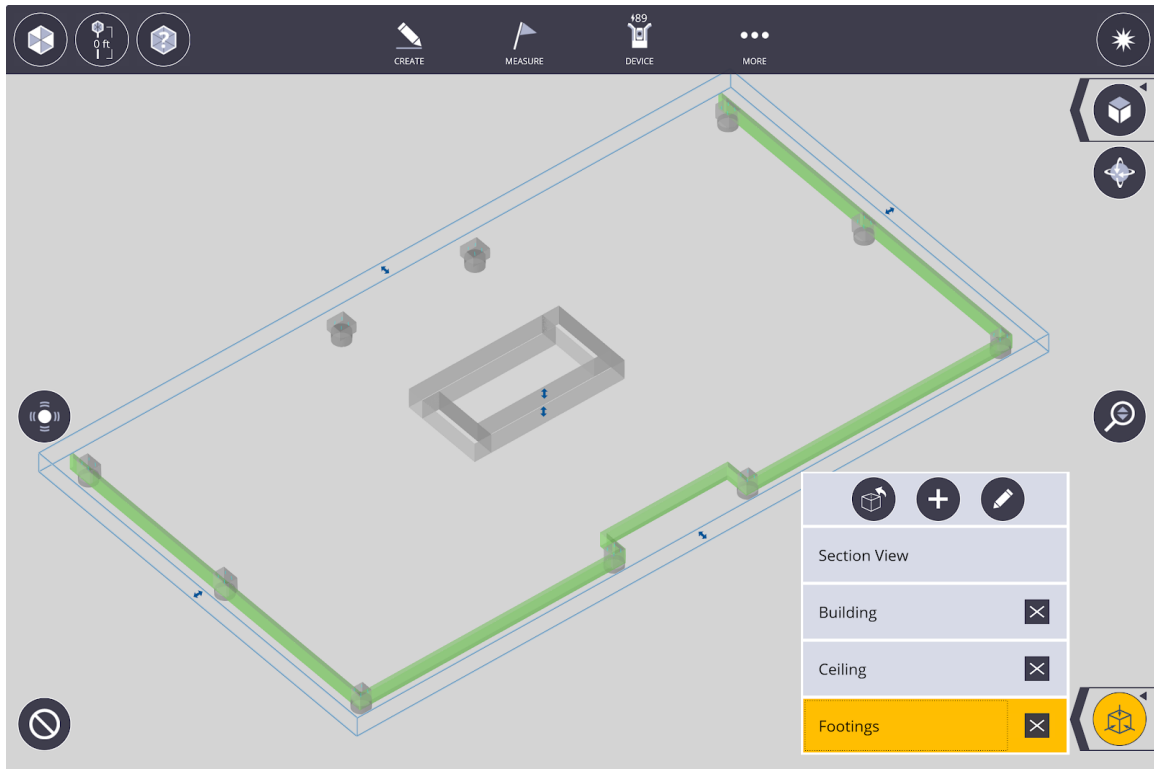 0 ft
?
89
CREATE
MEASURE
DEVICE
MORE
Section View
Building
Ceiling
Footings